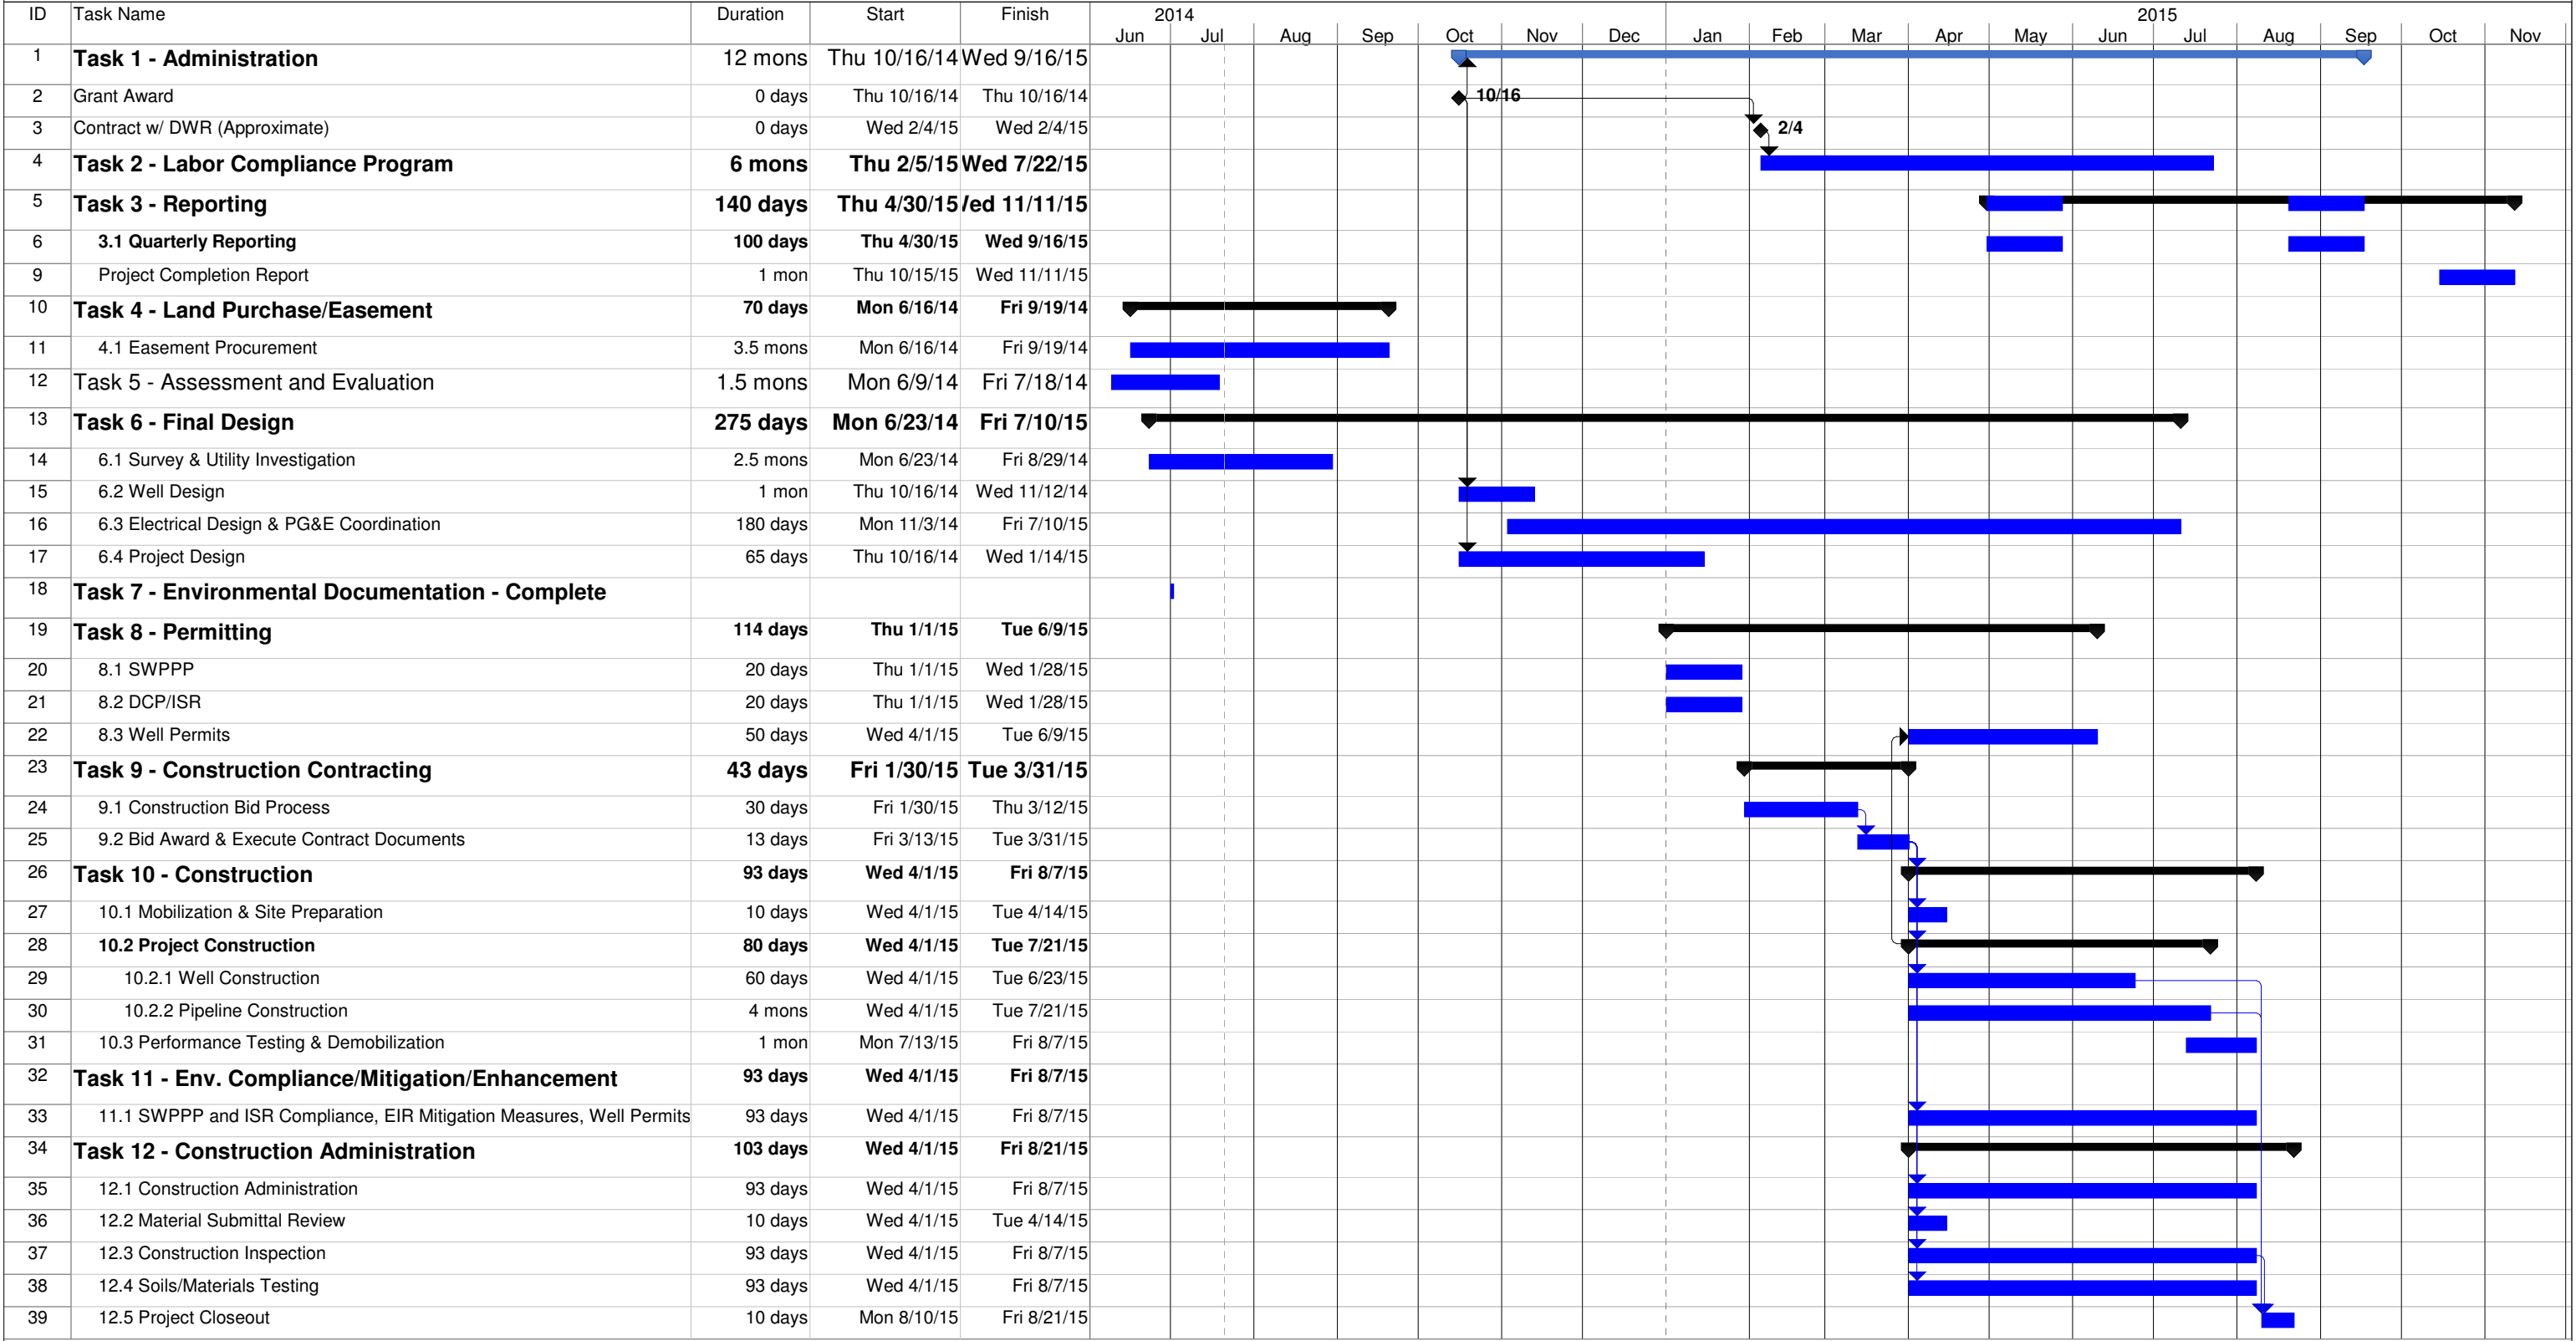 ID Task Name Duration Start Finish 2014 2015
Jun Jul Aug Sep Oct Nov Dec Jan Feb Mar Apr May Jun Jul Aug Sep Oct Nov
1 Task 1 - Administration 12 mons Thu 10/16/14 Wed 9/16/15
2 Grant Award 0 days Thu 10/16/14 Thu 10/16/14 10/16
3 Contract w/ DWR (Approximate) 0 days Wed 2/4/15 Wed 2/4/15 2/4
4 Task 2 - Labor Compliance Program 6 mons Thu 2/5/15 Wed 7/22/15
5 Task 3 - Reporting 140 days Thu 4/30/15 /ed 11/11/15
6 3.1 Quarterly Reporting 100 days Thu 4/30/15 Wed 9/16/15
9 Project Completion Report 1 mon Thu 10/15/15 Wed 11/11/15
10 Task 4 - Land Purchase/Easement 70 days Mon 6/16/14 Fri 9/19/14
11 4.1 Easement Procurement 3.5 mons Mon 6/16/14 Fri 9/19/14
12 Task 5 - Assessment and Evaluation 1.5 mons Mon 6/9/14 Fri 7/18/14
13 Task 6 - Final Design 275 days Mon 6/23/14 Fri 7/10/15
14 6.1 Survey & Utility Investigation 2.5 mons Mon 6/23/14 Fri 8/29/14
15 6.2 Well Design 1 mon Thu 10/16/14 Wed 11/12/14
16 6.3 Electrical Design & PG&E Coordination 180 days Mon 11/3/14 Fri 7/10/15
17 6.4 Project Design 65 days Thu 10/16/14 Wed 1/14/15
18 Task 7 - Environmental Documentation - Complete
19 Task 8 - Permitting 114 days Thu 1/1/15 Tue 6/9/15
20 8.1 SWPPP 20 days Thu 1/1/15 Wed 1/28/15
21 8.2 DCP/ISR 20 days Thu 1/1/15 Wed 1/28/15
22 8.3 Well Permits 50 days Wed 4/1/15 Tue 6/9/15
23 Task 9 - Construction Contracting 43 days Fri 1/30/15 Tue 3/31/15
24 9.1 Construction Bid Process 30 days Fri 1/30/15 Thu 3/12/15
25 9.2 Bid Award & Execute Contract Documents 13 days Fri 3/13/15 Tue 3/31/15
26 Task 10 - Construction 93 days Wed 4/1/15 Fri 8/7/15
27 10.1 Mobilization & Site Preparation 10 days Wed 4/1/15 Tue 4/14/15
28 10.2 Project Construction 80 days Wed 4/1/15 Tue 7/21/15
29 10.2.1 Well Construction 60 days Wed 4/1/15 Tue 6/23/15
30 10.2.2 Pipeline Construction 4 mons Wed 4/1/15 Tue 7/21/15
31 10.3 Performance Testing & Demobilization 1 mon Mon 7/13/15 Fri 8/7/15
32 Task 11 - Env. Compliance/Mitigation/Enhancement 93 days Wed 4/1/15 Fri 8/7/15
33 11.1 SWPPP and ISR Compliance, EIR Mitigation Measures, Well Permits 93 days Wed 4/1/15 Fri 8/7/15
34 Task 12 - Construction Administration 103 days Wed 4/1/15 Fri 8/21/15
35 12.1 Construction Administration 93 days Wed 4/1/15 Fri 8/7/15
36 12.2 Material Submittal Review 10 days Wed 4/1/15 Tue 4/14/15
37 12.3 Construction Inspection 93 days Wed 4/1/15 Fri 8/7/15
38 12.4 Soils/Materials Testing 93 days Wed 4/1/15 Fri 8/7/15
39 12.5 Project Closeout 10 days Mon 8/10/15 Fri 8/21/15